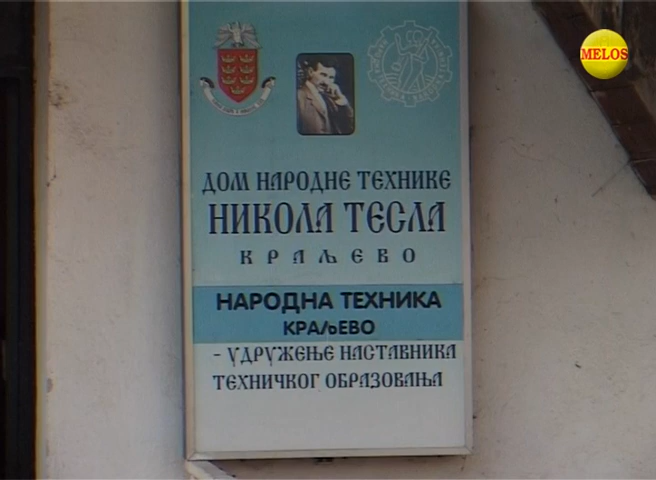 MELOS
ДОМ НАРОДНЕ ТЕХНИКЕ
НИКОЛА ТЕСЛА
КРАЉЕВО
НАРОДНА ТЕХНИКА
КРАЉЕВО
- УДРУЖЕЊЕ НАСТАВНИКА
ТЕХНИЧКОГ ОБРАЗОВАЊА